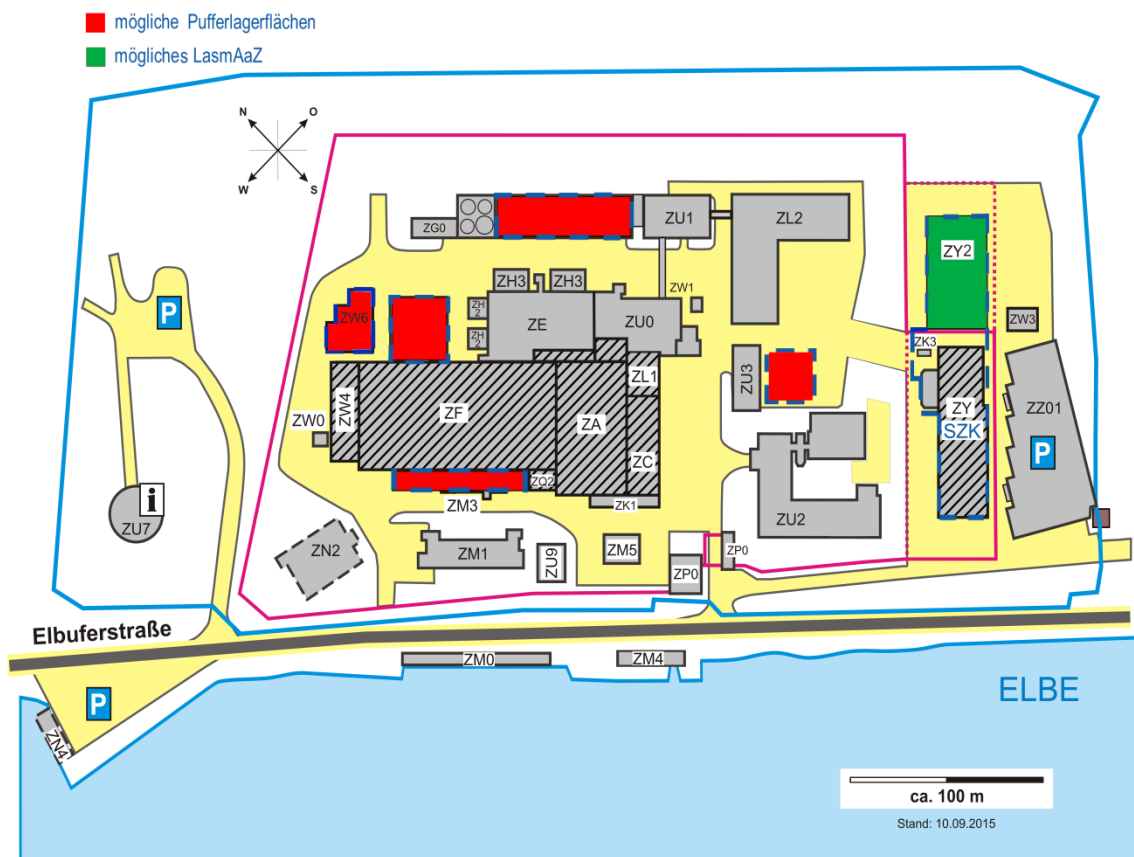 mögliche Pufferlagerflächen
mögliches LasmAaZ
N
O
W
S
ZG0
ZU1
ZL2
ZY2
ZH3
ZH3
ZW1
ZW6
ZH
2
ZE
ZU0
ZW3
ZH
2
ZK3
P
ZU3
ZL1
ZW4
ZF
ZA
ZY
SZK
ZZ01
ZW0
P
ZC
ZQ2
i
ZM3
ZK1
ZU7
ZU2
ZN2
ZM1
ZU9
ZM5
ZP0
ZP0
Elbuferstraße
ZM0
ZM4
P
ELBE
ZN4
ca. 100 m
Stand: 10.09.2015